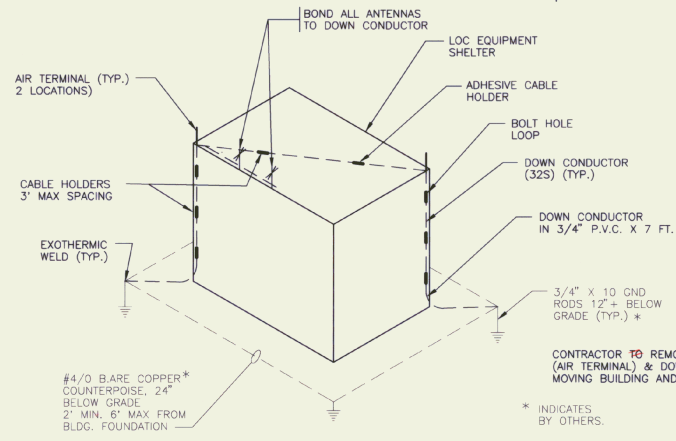 BOND ALL ANTENNAS
TO DOWN CONDUCTOR
LOC EQUIPMENT
SHELTER
AIR TERMINAL (TYP.)
2 LOCATIONS)
ADHESIVE CABLE
HOLDER
BOLT HOLE
LOOP
DOWN CONDUCTOR
(32S) (TYP.)
CABLE HOLDERS
3' MAX SPACING
DOWN CONDUCTOR
IN 3/4" P.V.C. X 7 FT.
EXOTHERMIC
WELD (TYP.)
3/4" X 10 GND
RODS 12"+ BELOW
GRADE (TYP.) *
CONTRACTOR TO
(AIR TERMINAL) &
MOVING BUILDING AND
#4/0 B.ARE COPPER*
COUNTERPOISE, 24"
BELOW GRADE
2' MIN. 6' MAX FROM
BLDG. FOUNDATION
* INDICATES
BY OTHERS.